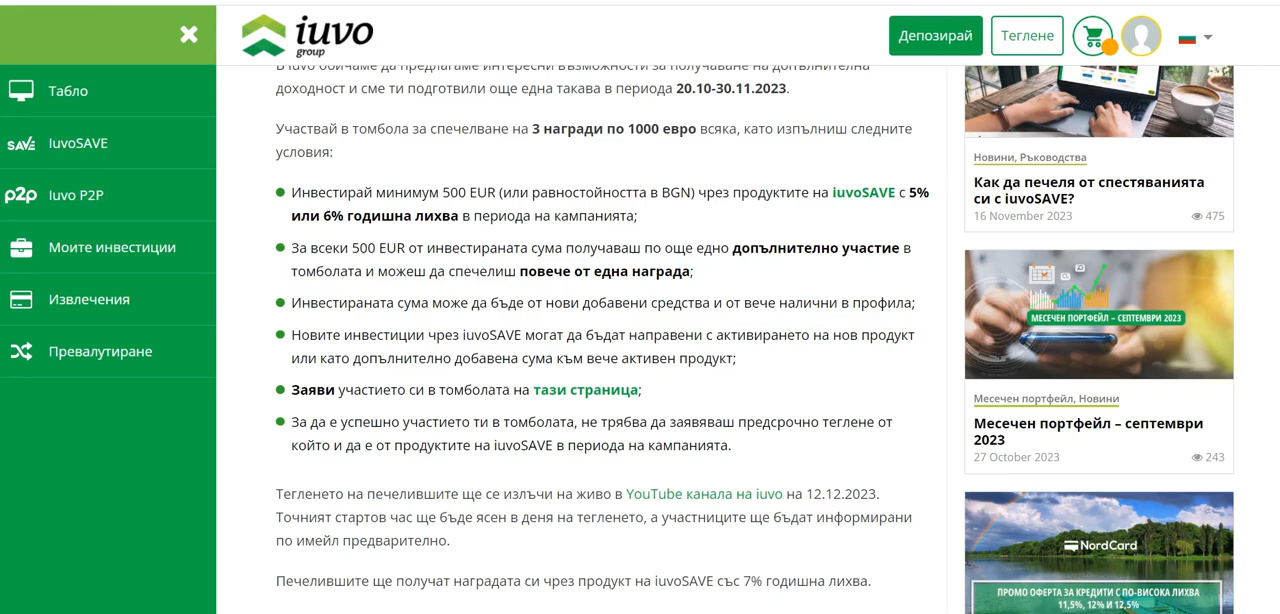 iuvo
group
Депозирай
Теглене
Табло
IuvoSAVE
Iuvo P2P
Моите инвестиции
Извлечения
Превалутиране
В iuvo обичаме да предлагаме интересни възможности за получаване на допълнителна
доходност и сме ти подготвили още една такава в периода 20.10-30.11.2023.
Участвай в томбола за спечелване на 3 награди по 1000 евро всяка, като изпълниш следните
условия:
Инвестирай минимум 500 EUR (или равностойността в BGN) чрез продуктите на iuvoSAVE с 5%
или 6% годишна лихва в периода на кампанията;
За всеки 500 EUR от инвестираната сума получаваш по още едно допълнително участие в
томболата и можеш да спечелиш повече от една награда;
Инвестираната сума може да бъде от нови добавени средства и от вече налични в профила;
Новите инвестиции чрез iuvoSAVE могат да бъдат направени с активирането на нов продукт
или като допълнително добавена сума към вече активен продукт;
Заяви участието си в томболата на тази страница;
За да е успешно участието ти в томболата, не трябва да заявяваш предсрочно теглене от
който и да е от продуктите на iuvoSAVE в периода на кампанията.
Тегленето на печелившите ще се излъчи на живо в YouTube канала на iuvo на 12.12.2023.
Точният стартов час ще бъде ясен в деня на тегленето, а участниците ще бъдат информирани
по имейл предварително.
Печелившите ще получат наградата си чрез продукт на iuvoSAVE със 7% годишна лихва.
Новини, Ръководства
Как да печеля от спестяванията
си с iuvoSAVE?
16 November 2023
475
МЕСЕЧЕН ПОРТФЕЙЛ – СЕПТЕМВРИ 2023
Месечен портфейл, Новини
Месечен портфейл – септември
2023
27 October 2023
243
NordCard
ПРОМО ОФЕРТА ЗА КРЕДИТИ С ПО-ВИСОКА ЛИХВА
11,5%, 12% И 12,5%